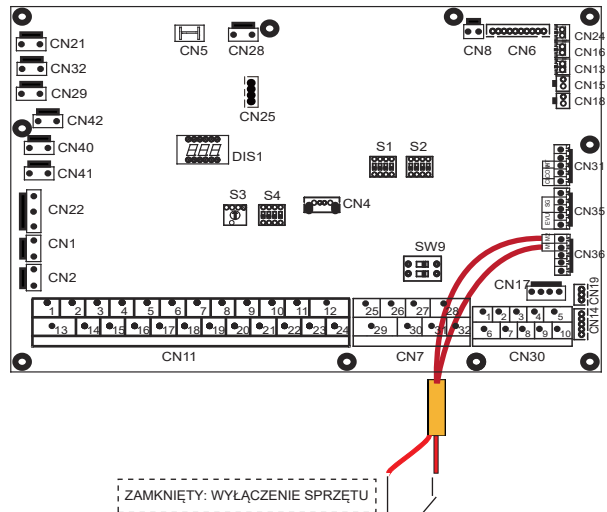 CN21
CN5
CN28
CN8
CN6
CN24
CN16
CN13
CN15
CN18
CN32
CN29
CN42
CN40
CN41
CN25
DIS1
S1 S2
CN31
CN22
S3 S4
CN4
CN35
SG
EVU
M1 M2
CN36
CN1
CN2
SW9
CN17
CN19
CN14
1 2 3 4 5 6 7 8 9 10 11 12
13 14 15 16 17 18 19 20 21 22 23 24
25 26 27 28
29 30 31 32
1 2 3 4 5
6 7 8 9 10
CN11
CN7
CN30
ZAMKNIĘTY: WYŁĄCZENIE SPRZĘTU